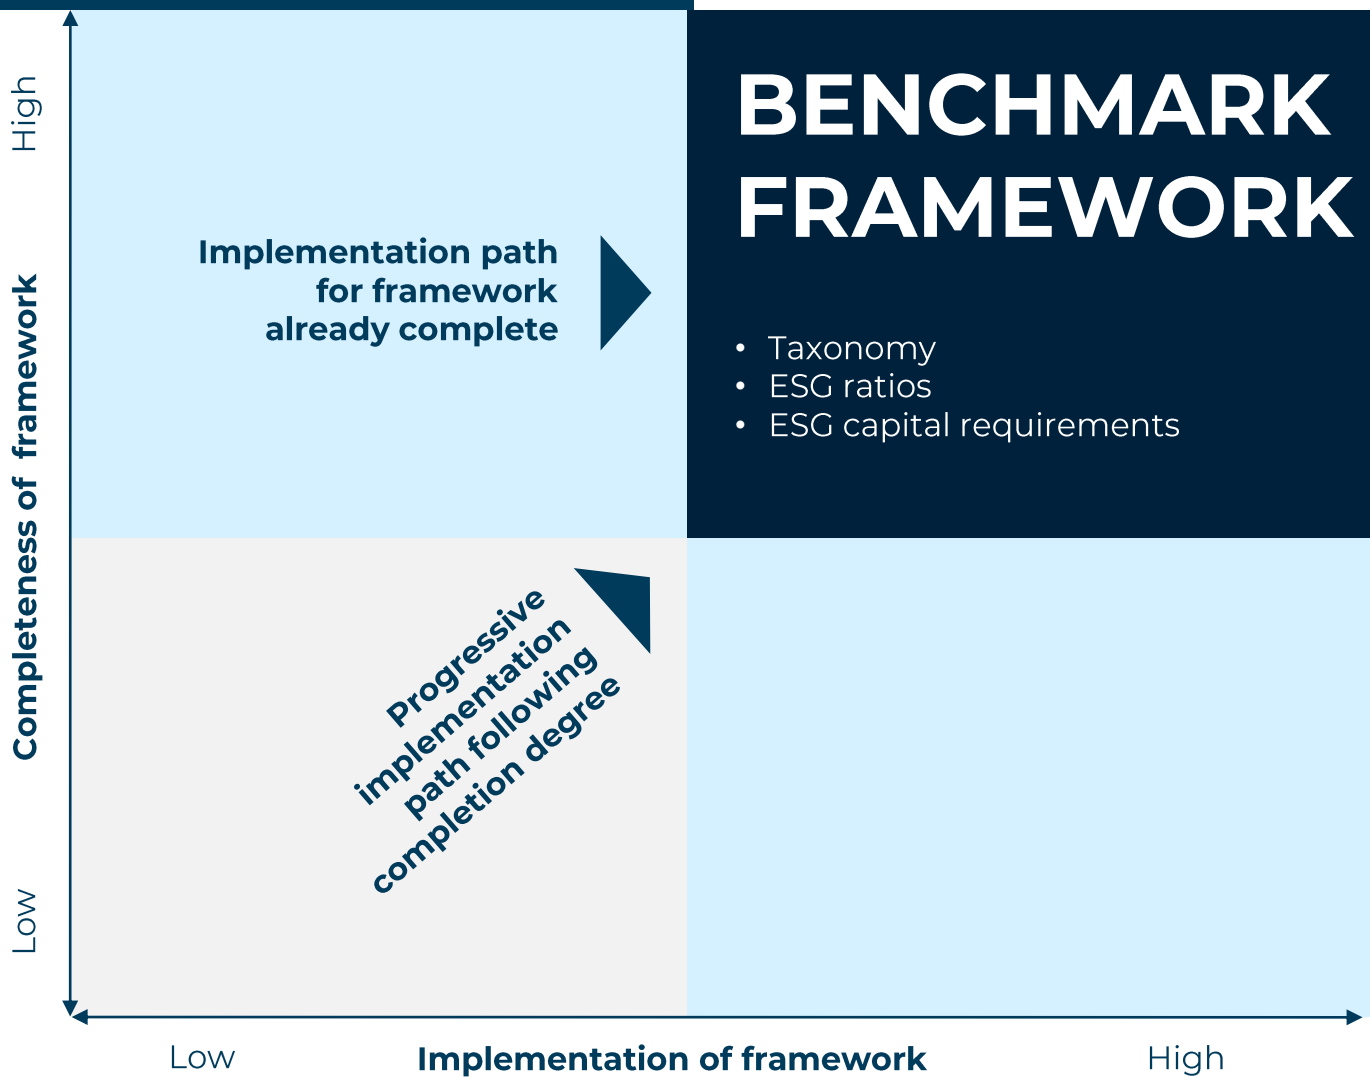 High
Completeness of framework
Low
Implementation path
for framework
already complete
BENCHMARK
FRAMEWORK
• Taxonomy
• ESG ratios
• ESG capital requirements
Progressive
implementation
path following
completion degree
Low
Implementation of framework
High